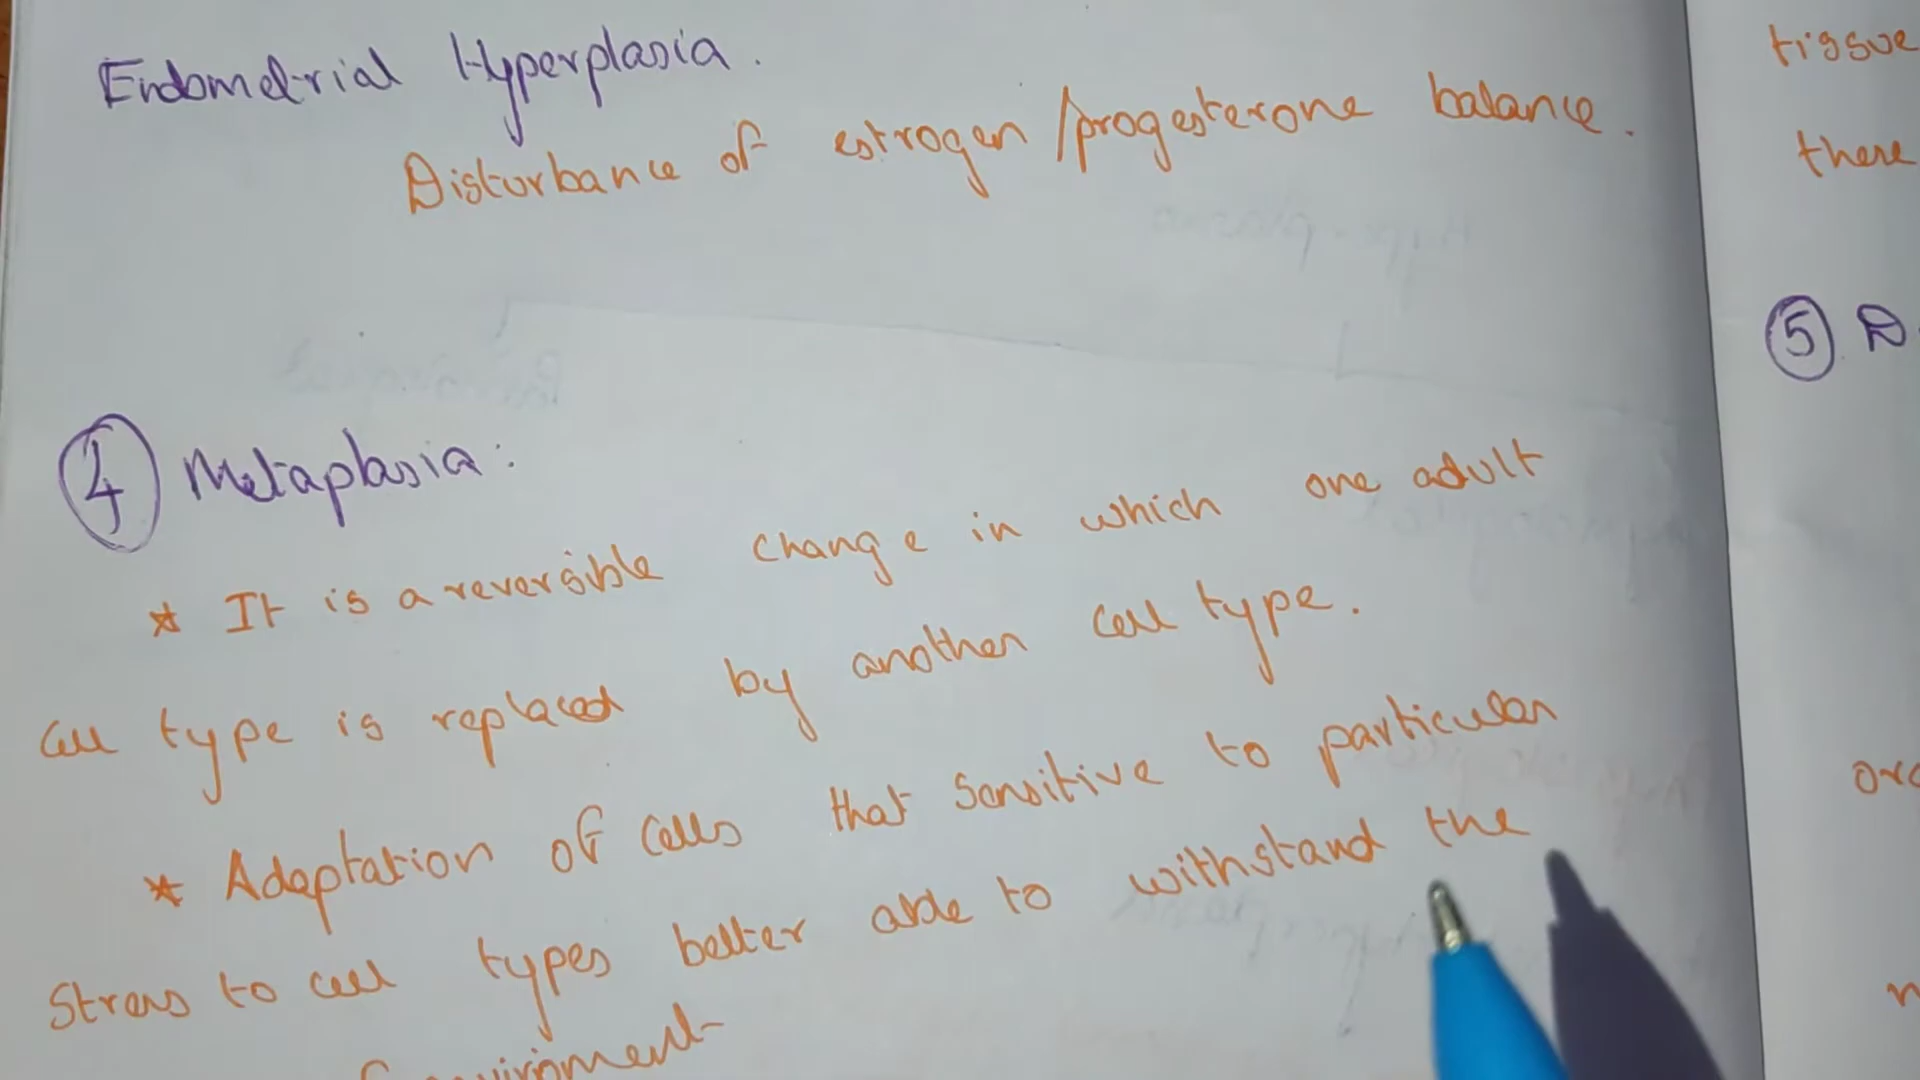 Endometrial Hyperplasia.
Disturbance of estrogen/progesterone balance.
④ Metaplasia:
* It is a reversible change in which one adult
cell type is replaced by another cell type.
* Adaptation of cells that sensitive to particular
stress to cell types better able to withstand the
tissue
there
⑤